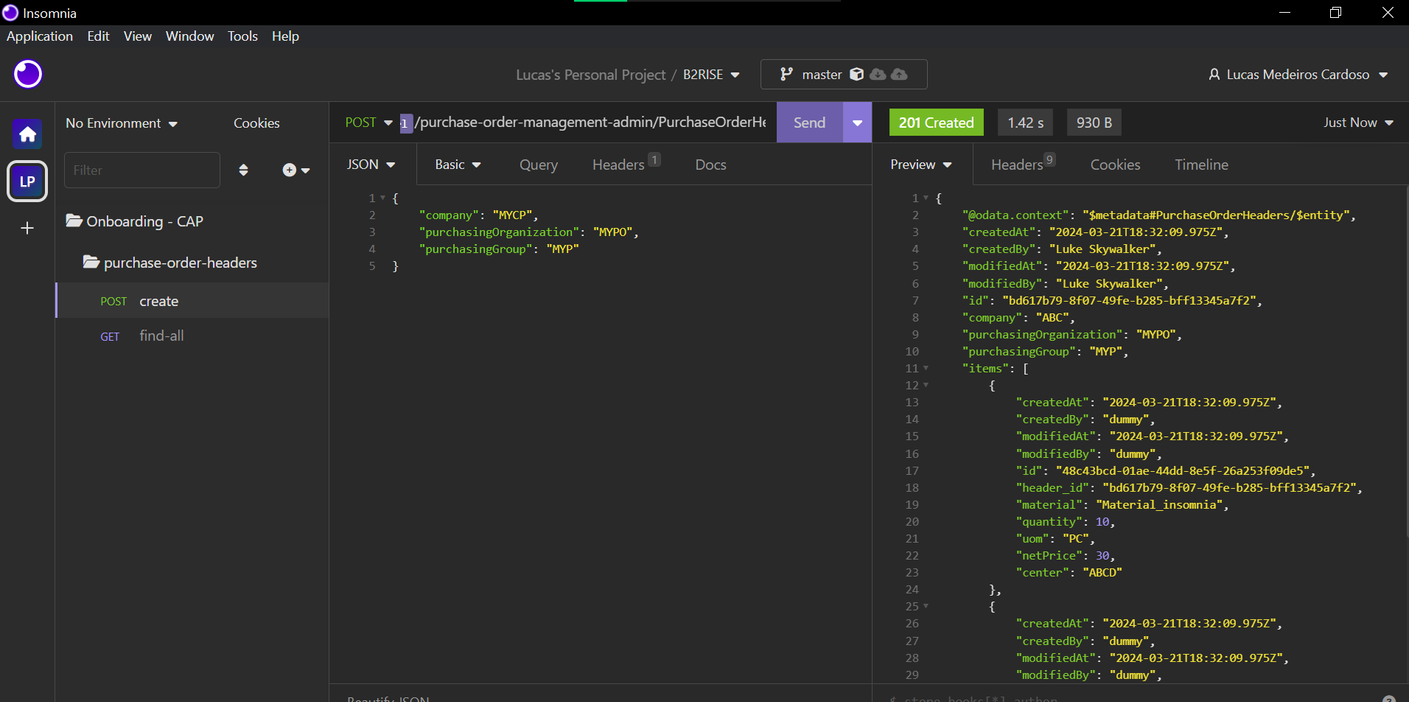 Insomnia
Application Edit View Window Tools Help
Lucas's Personal Project / B2RISE master Lucas Medeiros Cardoso
No Environment Cookies
Filter
LP
Onboarding - CAP
purchase-order-headers
POST create
GET find-all
POST /purchase-order-management-admin/PurchaseOrderHe Send
JSON Basic Query Headers 1 Docs
1 {
2 "company": "MYCP",
3 "purchasingOrganization": "MYPO",
4 "purchasingGroup": "MYP"
5 }
201 Created 1.42 s 930 B Just Now
Preview Headers 9 Cookies Timeline
1 {
2 "@odata.context": "$metadata#PurchaseOrderHeaders/$entity",
3 "createdAt": "2024-03-21T18:32:09.975Z",
4 "createdBy": "Luke Skywalker",
5 "modifiedAt": "2024-03-21T18:32:09.975Z",
6 "modifiedBy": "Luke Skywalker",
7 "id": "bd617b79-8f07-49fe-b285-bff13345a7f2",
8 "company": "ABC",
9 "purchasingOrganization": "MYPO",
10 "purchasingGroup": "MYP",
11 "items": [
12 {
13 "createdAt": "2024-03-21T18:32:09.975Z",
14 "createdBy": "dummy",
15 "modifiedAt": "2024-03-21T18:32:09.975Z",
16 "modifiedBy": "dummy",
17 "id": "48c43bcd-01ae-44dd-8e5f-26a253f09de5",
18 "header_id": "bd617b79-8f07-49fe-b285-bff13345a7f2",
19 "material": "Material_insomnia",
20 "quantity": 10,
21 "uom": "PC",
22 "netPrice": 30,
23 "center": "ABCD"
24 },
25 {
26 "createdAt": "2024-03-21T18:32:09.975Z",
27 "createdBy": "dummy",
28 "modifiedAt": "2024-03-21T18:32:09.975Z",
29 "modifiedBy": "dummy",
Beautify JSON